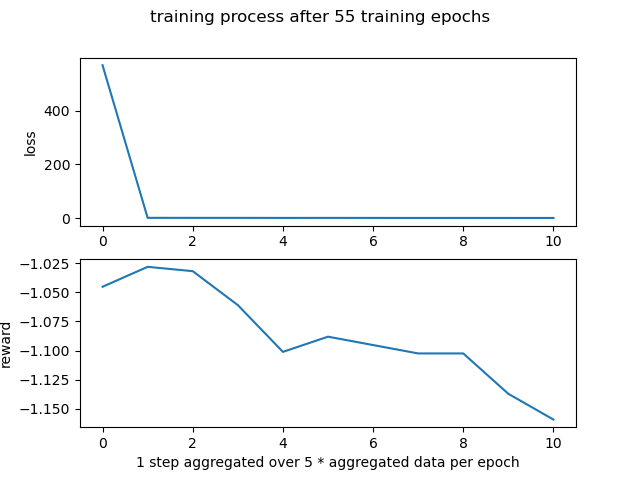 training process after 55 training epochs
400
200
0
loss
0 2 4 6 8 10
−1.025
−1.050
−1.075
−1.100
−1.125
−1.150
reward
0 2 4 6 8 10
1 step aggregated over 5 * aggregated data per epoch